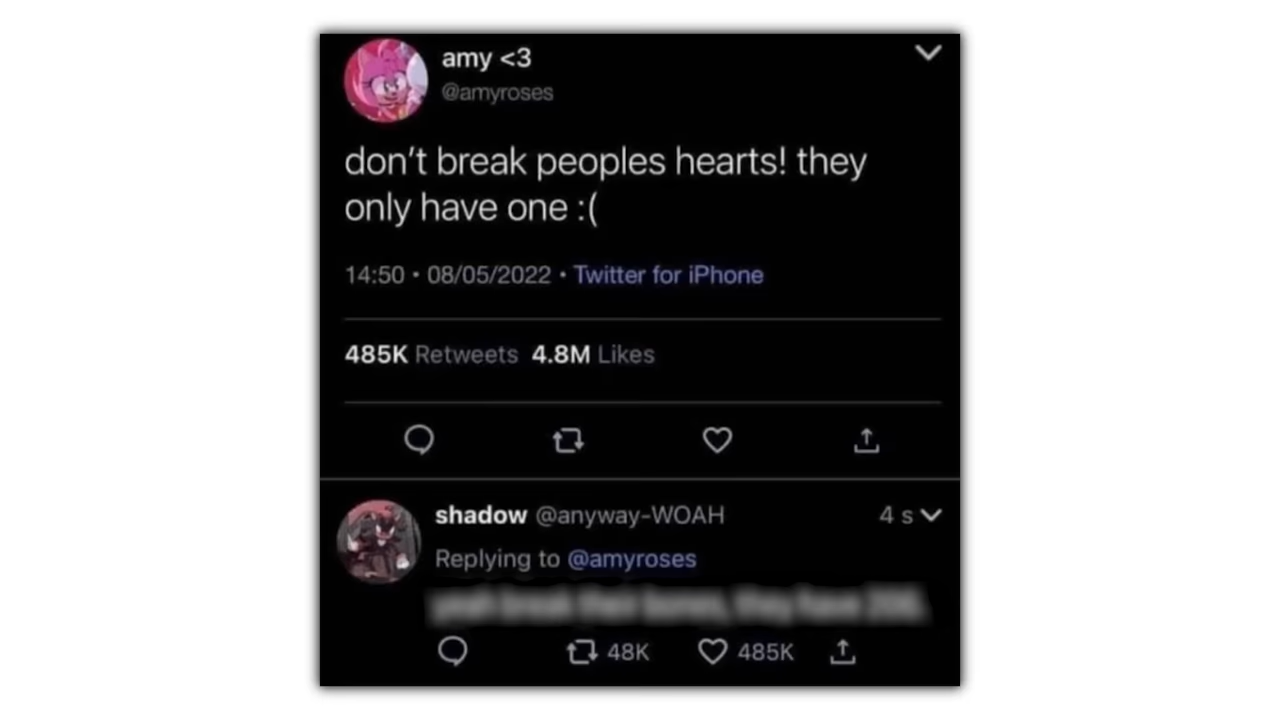 amy <3
@amyroses
don't break peoples hearts! they
only have one :(
14:50 • 08/05/2022 • Twitter for iPhone
485K Retweets 4.8M Likes
shadow @anyway-WOAH 4 s
Replying to @amyroses
48K 485K